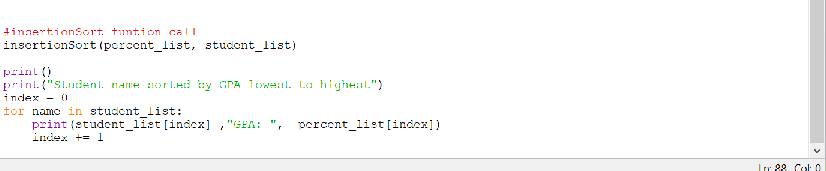 #insertionSort funtion call
insertionSort(percent_list, student_list)
print()
print("Student name sorted by GPA lowest to highest")
index = 0
for name in student_list:
    print(student_list[index] ,"GPA: ",  percent_list[index])
    index += 1
Ln: 88 Col: 0